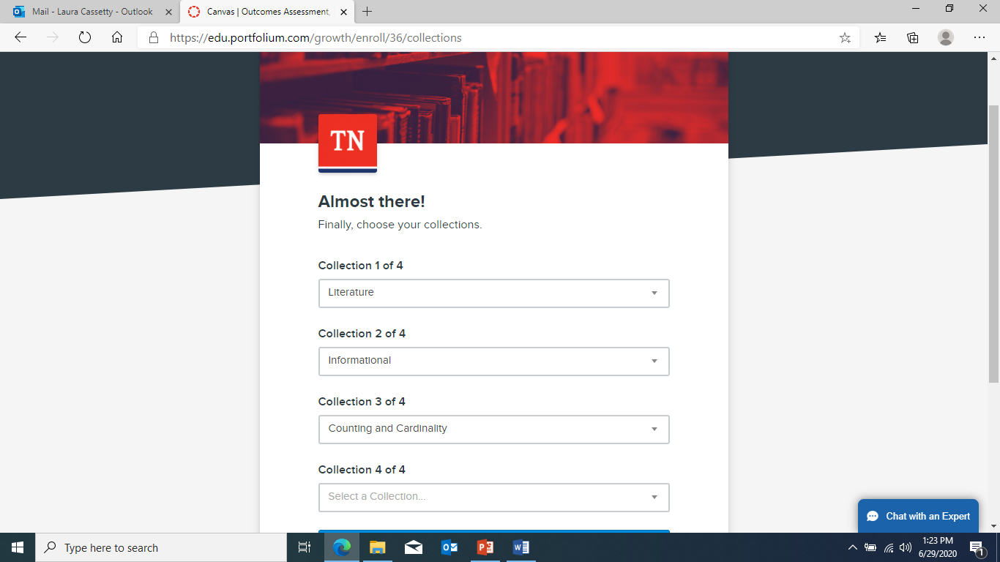 Mail - Laura Cassetty - Outlook
Canvas | Outcomes Assessment,
https://edu.portfolium.com/growth/enroll/36/collections
TN
Almost there!
Finally, choose your collections.
Collection 1 of 4
Literature
Collection 2 of 4
Informational
Collection 3 of 4
Counting and Cardinality
Collection 4 of 4
Select a Collection...
Chat with an Expert
Type here to search
1:23 PM
6/29/2020
1